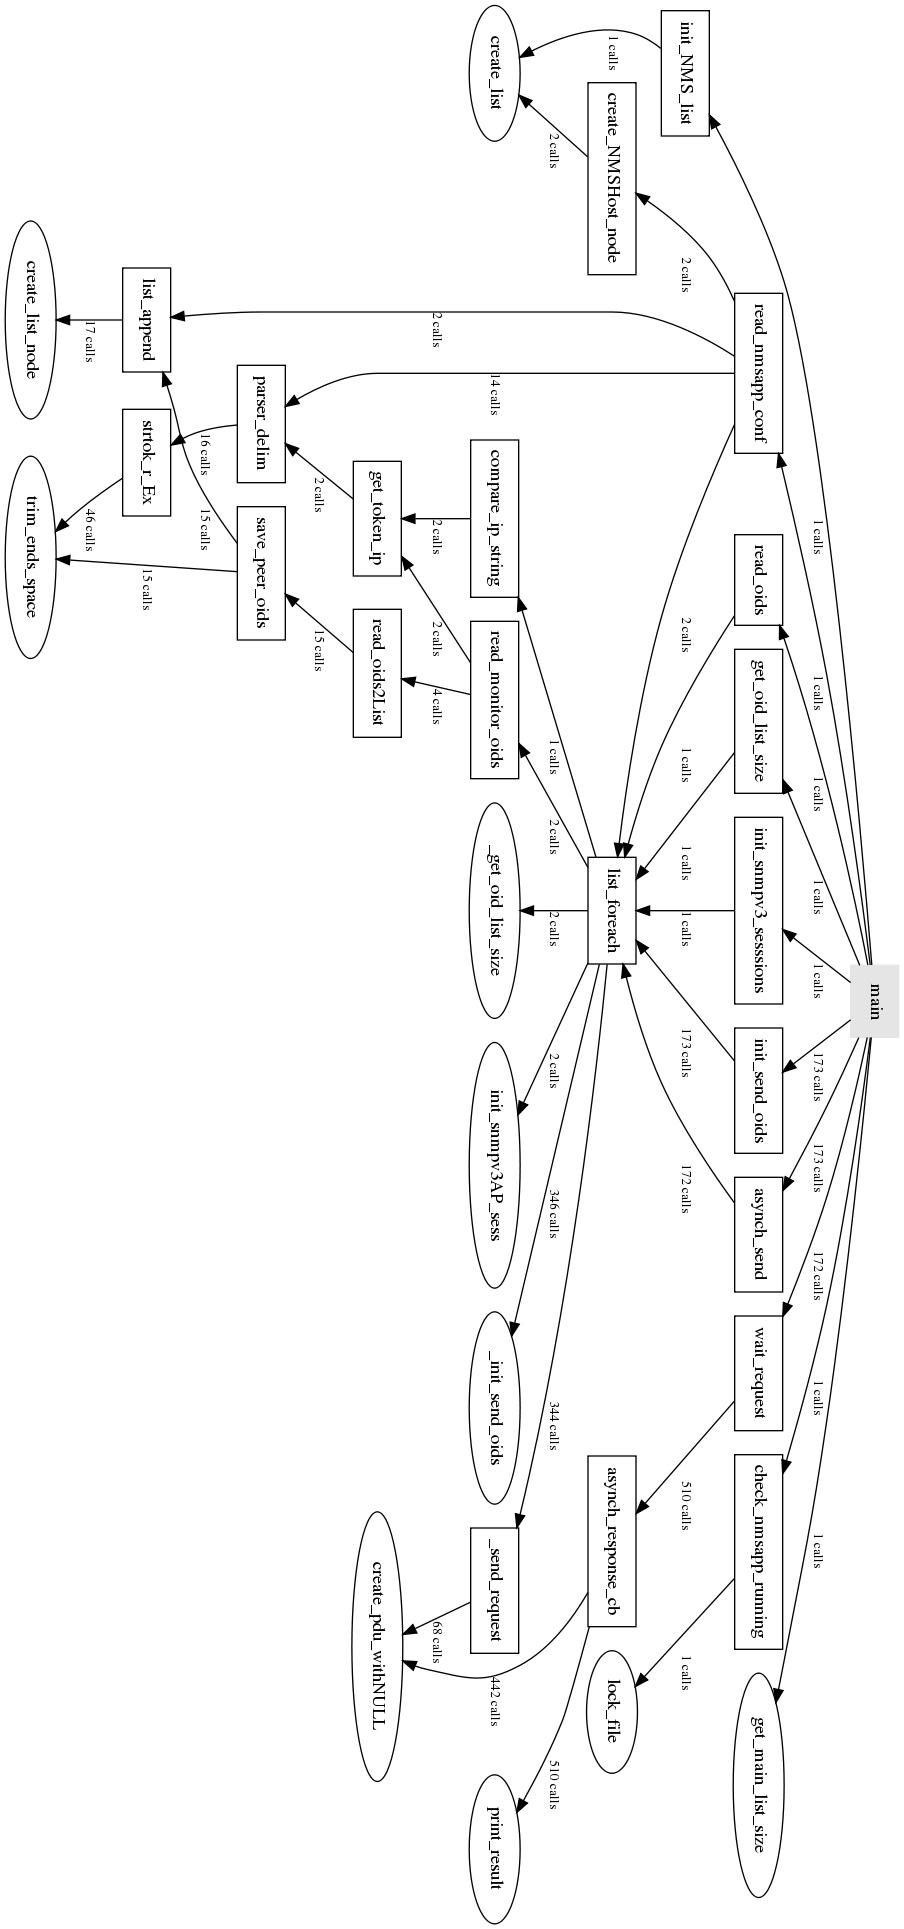 main
1 calls
1 calls
1 calls
1 calls
1 calls
173 calls
173 calls
172 calls
1 calls
1 calls
read_nmsapp_conf
read_oids
get_oid_list_size
init_snmpv3_sesssions
init_send_oids
asynch_send
wait_request
check_nmsapp_running
get_main_list_size
init_NMS_list
2 calls
2 calls
1 calls
1 calls
1 calls
173 calls
172 calls
510 calls
1 calls
1 calls
create_NMSHost_node
list_foreach
asynch_response_cb
lock_file
2 calls
1 calls
2 calls
2 calls
2 calls
346 calls
344 calls
510 calls
create_list
14 calls
compare_ip_string
read_monitor_oids
_get_oid_list_size
init_snmpv3AP_sess
_init_send_oids
_send_request
442 calls
print_result
2 calls
2 calls
2 calls
4 calls
68 calls
get_token_ip
read_oids2List
create_pdu_withNULL
2 calls
15 calls
parser_delim
save_peer_oids
16 calls
15 calls
list_append
strtok_r_Ex
15 calls
17 calls
46 calls
create_list_node
trim_ends_space